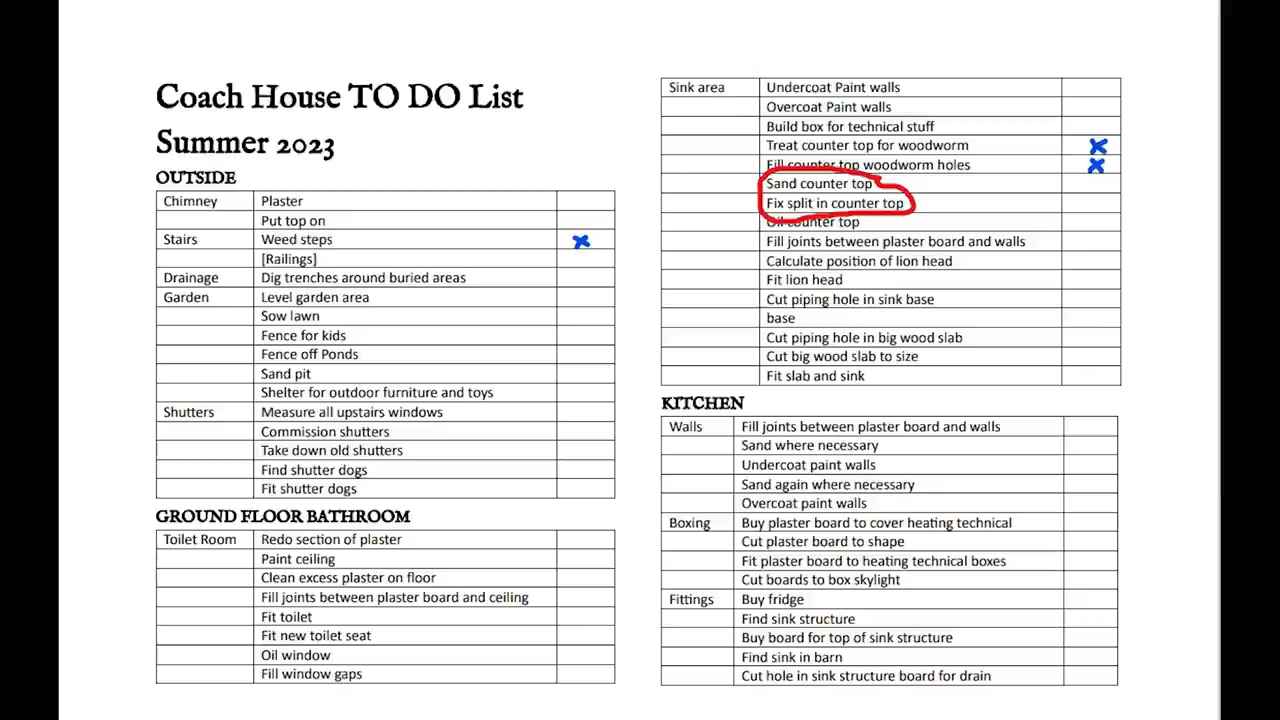 Coach House TO DO List
Summer 2023
OUTSIDE
Chimney Plaster
Put top on
Stairs Weed steps
[Railings]
Drainage Dig trenches around buried areas
Garden Level garden area
Sow lawn
Fence for kids
Fence off Ponds
Sand pit
Shelter for outdoor furniture and toys
Shutters Measure all upstairs windows
Commission shutters
Take down old shutters
Find shutter dogs
Fit shutter dogs
GROUND FLOOR BATHROOM
Toilet Room Redo section of plaster
Paint ceiling
Clean excess plaster on floor
Fill joints between plaster board and ceiling
Fit toilet
Fit new toilet seat
Oil window
Fill window gaps
Sink area Undercoat Paint walls
Overcoat Paint walls
Build box for technical stuff
Treat counter top for woodworm
Fill counter top woodworm holes
Sand counter top
Fix split in counter top
Oil counter top
Fill joints between plaster board and walls
Calculate position of lion head
Fit lion head
Cut piping hole in sink base
base
Cut piping hole in big wood slab
Cut big wood slab to size
Fit slab and sink
KITCHEN
Walls Fill joints between plaster board and walls
Sand where necessary
Undercoat paint walls
Sand again where necessary
Overcoat paint walls
Boxing Buy plaster board to cover heating technical
Cut plaster board to shape
Fit plaster board to heating technical boxes
Cut boards to box skylight
Fittings Buy fridge
Find sink structure
Buy board for top of sink structure
Find sink in barn
Cut hole in sink structure board for drain